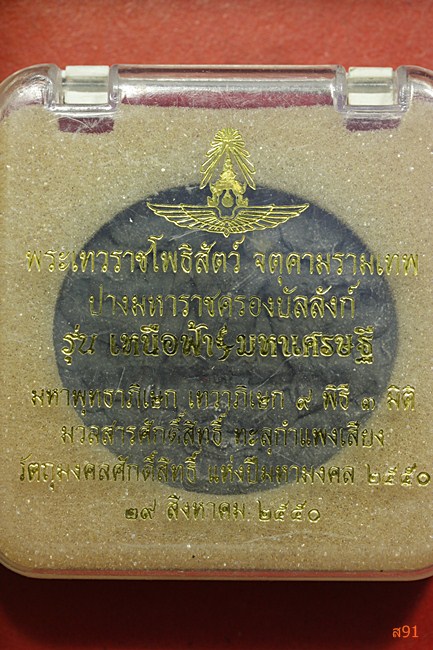 พระเทวราชโพธิสัตว์ จตุคามรามเทพ
ปางมหาราชครองบัลลังก์
รุ่น เหนือฟ้า มหาเศรษฐี
มหาพุทธาภิเษก เทวาภิเษก ๙ พิธี ๓ มิติ
มวลสารศักดิ์สิทธิ์ ทะลุกำแพงเสียง
วัตถุมงคลศักดิ์สิทธิ์ แห่งปีมหามงคล ๒๕๕๐
๒๙ สิงหาคม ๒๕๕๐
ส91